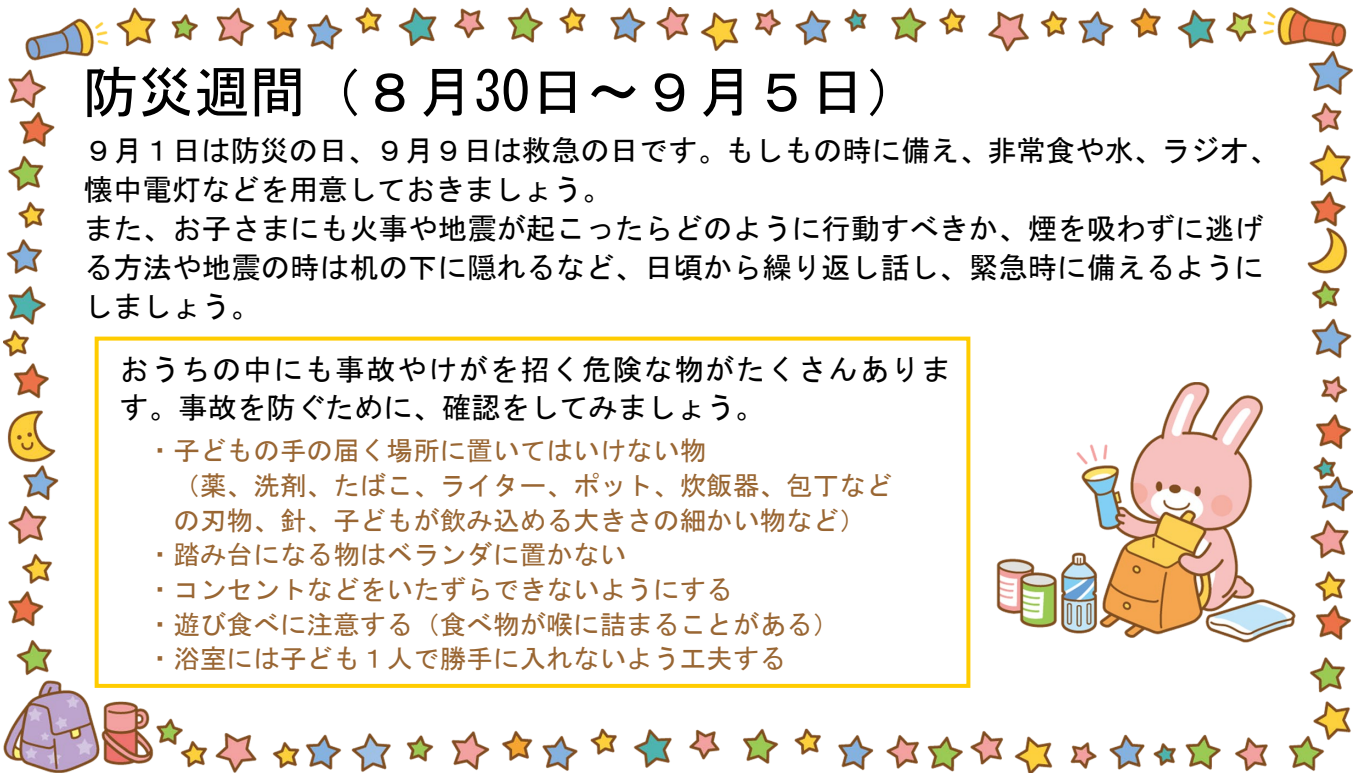 防災週間（８月30日～９月５日）
９月１日は防災の日、９月９日は救急の日です。もしもの時に備え、非常食や水、ラジオ、
懐中電灯などを用意しておきましょう。
また、お子さまにも火事や地震が起こったらどのように行動すべきか、煙を吸わずに逃げ
る方法や地震の時は机の下に隠れるなど、日頃から繰り返し話し、緊急時に備えるように
しましょう。
おうちの中にも事故やけがを招く危険な物がたくさんありま
す。事故を防ぐために、確認をしてみましょう。
・子どもの手の届く場所に置いてはいけない物
（薬、洗剤、たばこ、ライター、ポット、炊飯器、包丁など
の刃物、針、子どもが飲み込める大きさの細かい物など）
・踏み台になる物はベランダに置かない
・コンセントなどをいたずらできないようにする
・遊び食べに注意する（食べ物が喉に詰まることがある）
・浴室には子ども１人で勝手に入れないよう工夫する